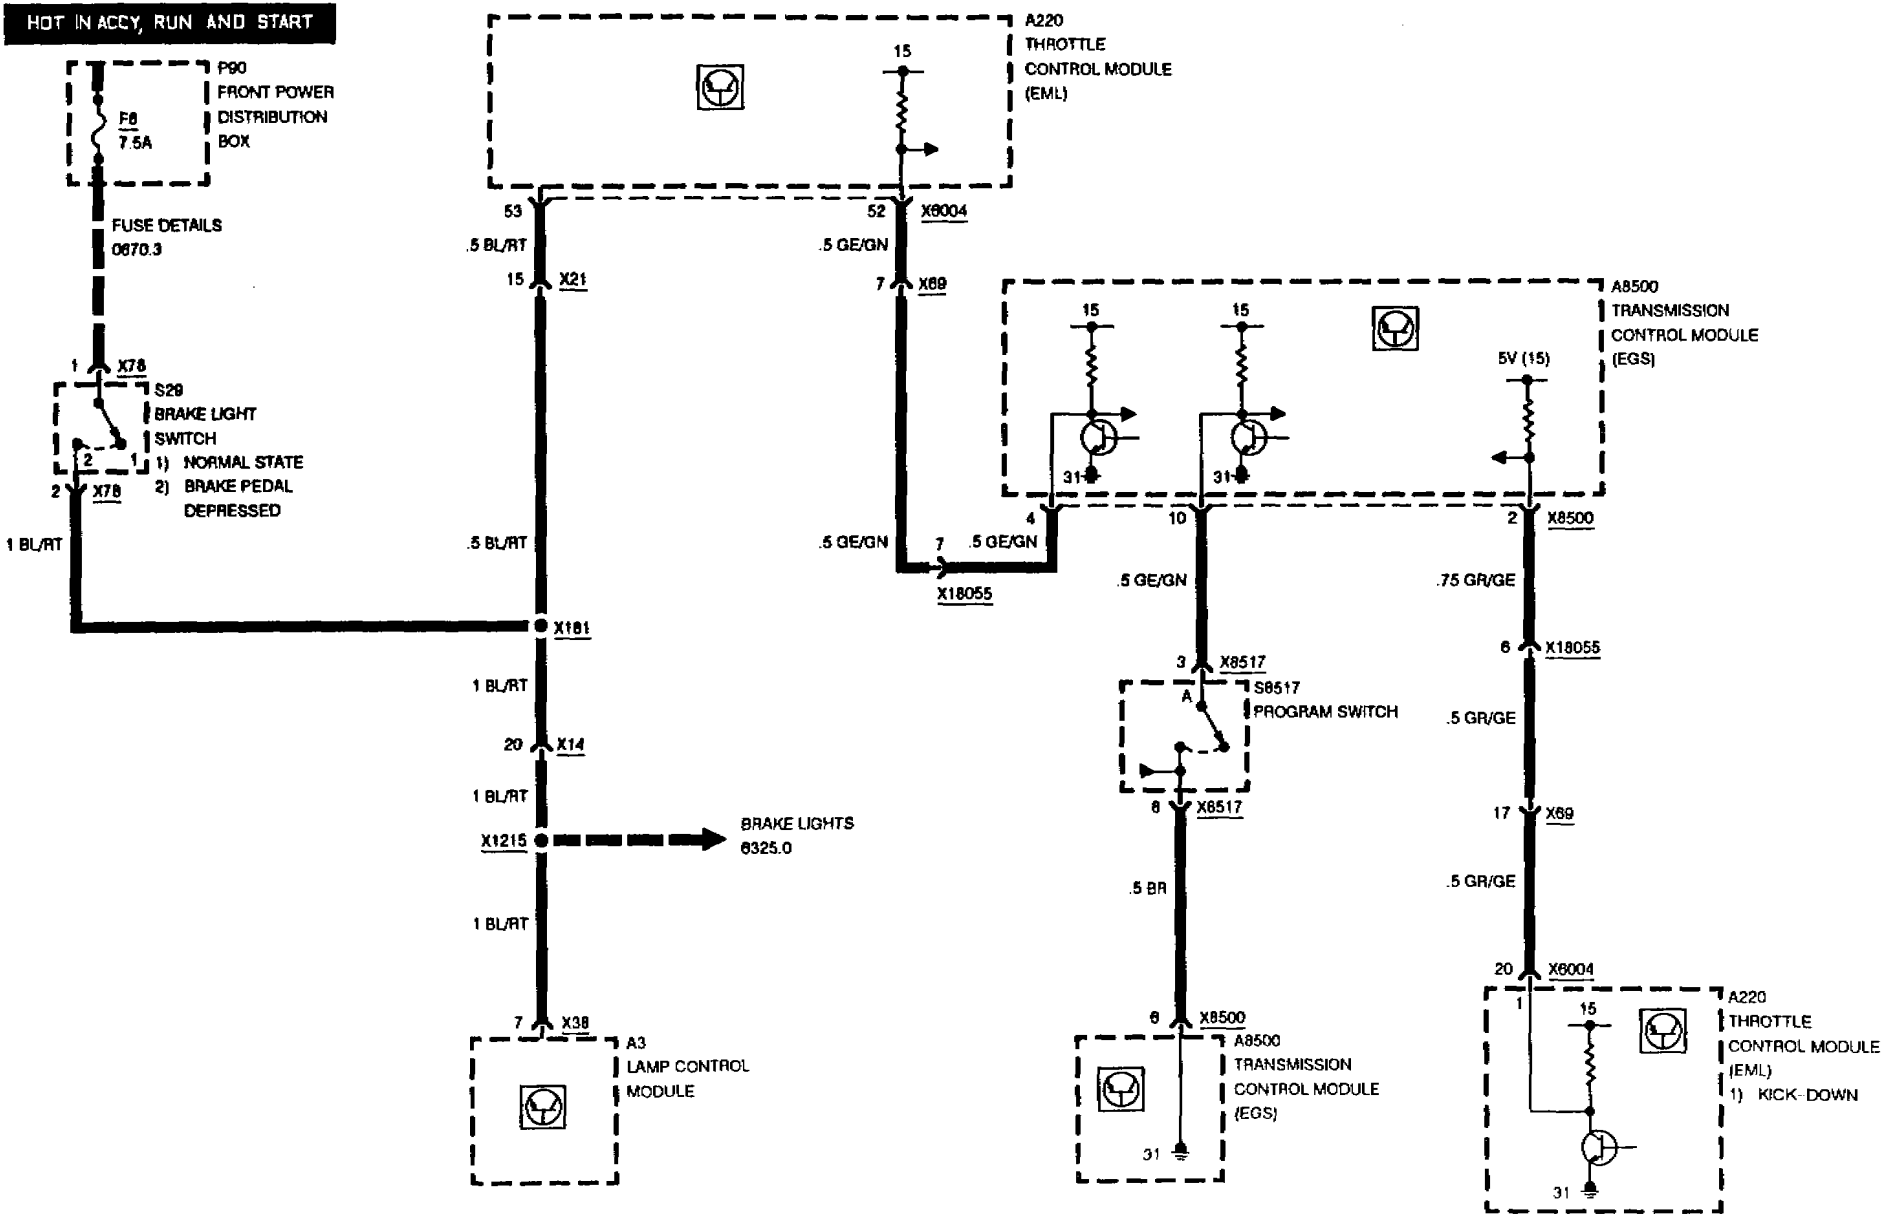 HOT IN ACCY, RUN AND START
P90
FRONT POWER
DISTRIBUTION
BOX
F6
7.5A
FUSE DETAILS
0670.3
1 X78
S29
BRAKE LIGHT
SWITCH
1) NORMAL STATE
2) BRAKE PEDAL
DEPRESSED
2 1
2 X78
1 BL/RT
A220
THROTTLE
CONTROL MODULE
(EML)
15
53
52 X6004
.5 BL/RT
.5 GE/GN
15 X21
7 X69
.5 BL/RT
.5 GE/GN
7
X18055
.5 GE/GN
X181
1 BL/RT
20 X14
1 BL/RT
X1215
BRAKE LIGHTS
6325.0
1 BL/RT
7 X38
A3
LAMP CONTROL
MODULE
A8500
TRANSMISSION
CONTROL MODULE
(EGS)
15
15
5V (15)
31
31
4
10
2 X8500
.5 GE/GN
.75 GR/GE
3 X8517
A
S8517
PROGRAM SWITCH
6 X8517
.5 BR
6 X8500
A8500
TRANSMISSION
CONTROL MODULE
(EGS)
31
6 X18055
.5 GR/GE
17 X69
.5 GR/GE
20 X6004
1
15
A220
THROTTLE
CONTROL MODULE
(EML)
1) KICK-DOWN
31